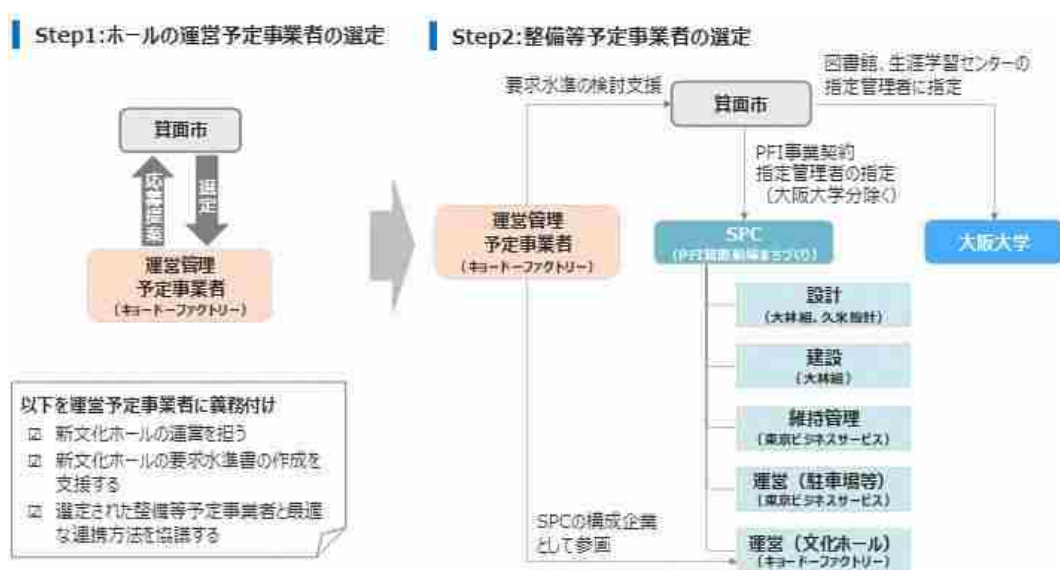 Step1:ホールの運営予定事業者の選定
箕面市
応募提案
選定
運営管理
予定事業者
(キョードーファクトリー)
以下を運営予定事業者に義務付け
☑ 新文化ホールの運営を担う
☑ 新文化ホールの要求水準書の作成を
支援する
☑ 選定された整備等予定事業者と最適
な連携方法を協議する
Step2:整備等予定事業者の選定
要求水準の検討支援
箕面市
図書館、生涯学習センターの
指定管理者に指定
PFI事業契約
指定管理者の指定
(大阪大学分除く)
運営管理
予定事業者
(キョードーファクトリー)
SPC
(PFI箕面船場まちづくり)
大阪大学
設計
(大林組、久米設計)
建設
(大林組)
維持管理
(東京ビジネスサービス)
運営(駐車場等)
(東京ビジネスサービス)
SPCの構成企業
として参画
運営(文化ホール)
(キョードーファクトリー)